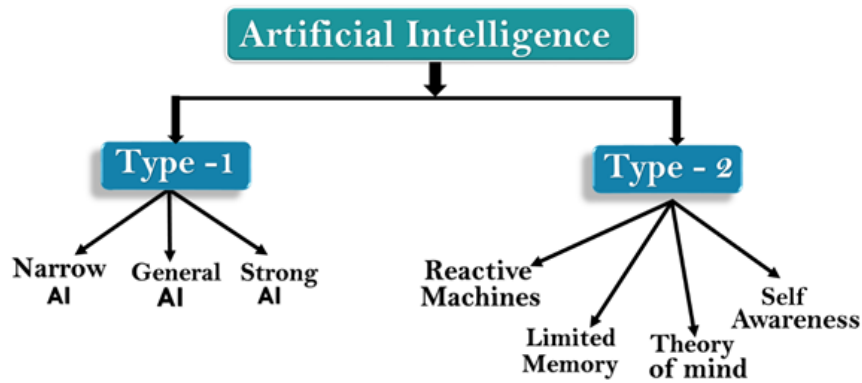 Artificial Intelligence
Type -1
Type - 2
Narrow
AI
General
AI
Strong
AI
Reactive
Machines
Limited
Memory
Theory
of mind
Self
Awareness